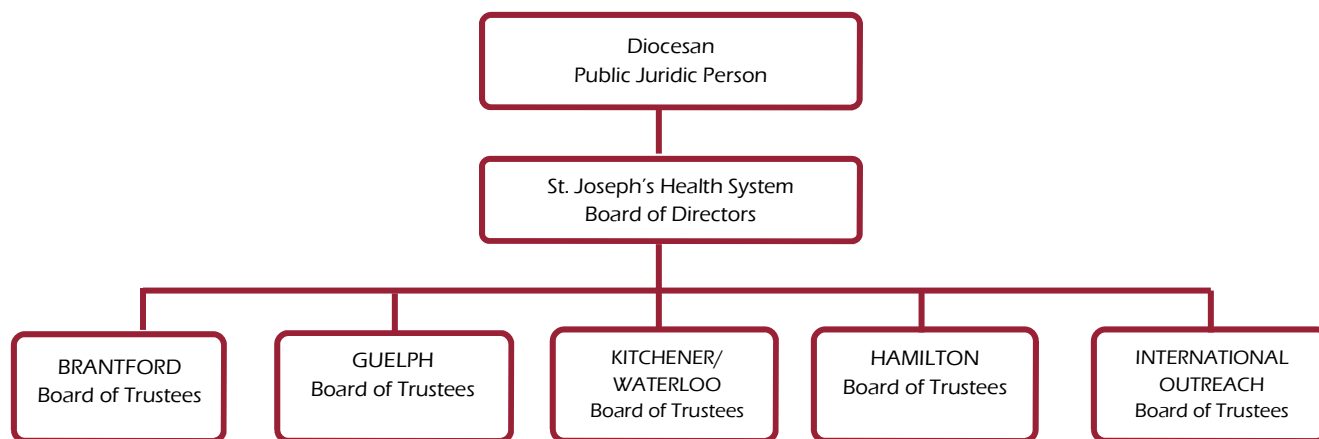 Diocesan
Public Juridic Person
St. Joseph's Health System
Board of Directors
BRANTFORD
Board of Trustees
GUELPH
Board of Trustees
KITCHENER/
WATERLOO
Board of Trustees
HAMILTON
Board of Trustees
INTERNATIONAL
OUTREACH
Board of Trustees